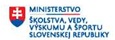 MINISTERSTVO
ŠKOLSTVA, VEDY,
VÝSKUMU A ŠPORTU
SLOVENSKEJ REPUBLIKY